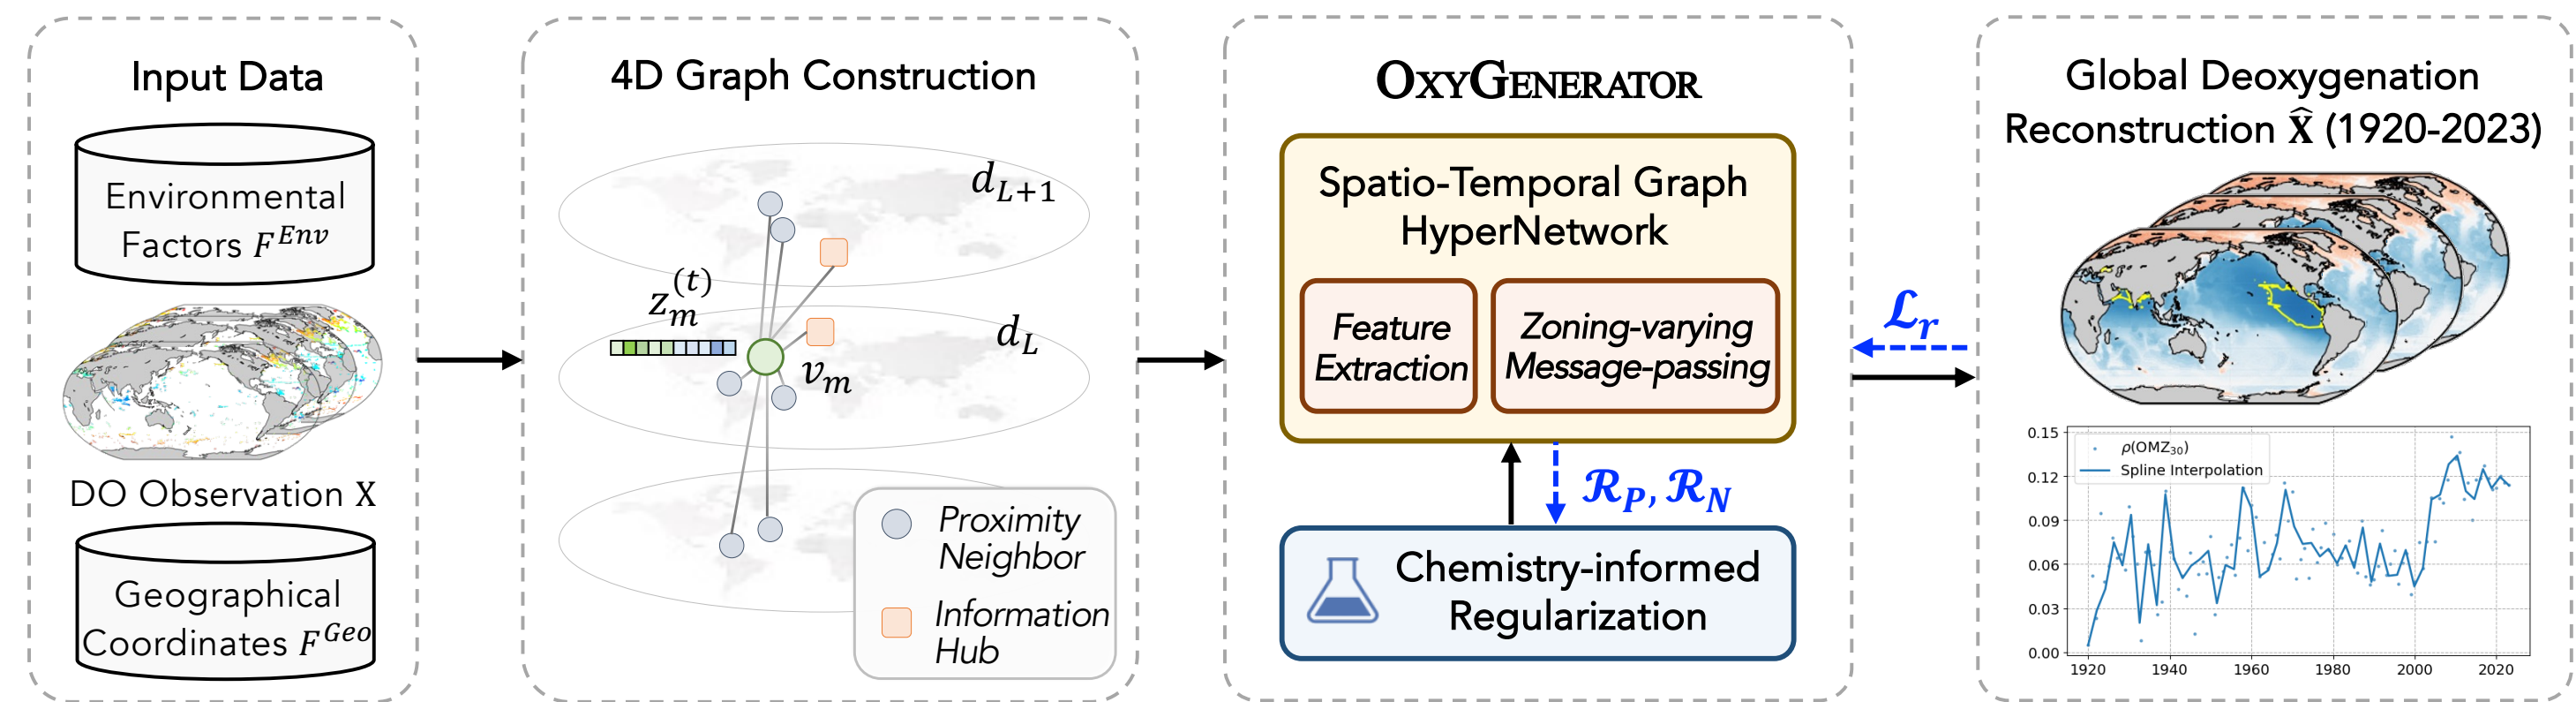 Input Data
Environmental
Factors F^Env
DO Observation X
Geographical
Coordinates F^Geo
4D Graph Construction
d_{L+1}
z_m^{(t)}
d_L
v_m
Proximity
Neighbor
Information
Hub
OXYGENERATOR
Spatio-Temporal Graph
HyperNetwork
Feature
Extraction
Zoning-varying
Message-passing
ℛ_P, ℛ_N
Chemistry-informed
Regularization
ℒ_r
Global Deoxygenation
Reconstruction X̂ (1920-2023)
ρ(OMZ₃₀)
Spline Interpolation
0.15
0.12
0.09
0.06
0.03
0.00
1920 1940 1960 1980 2000 2020